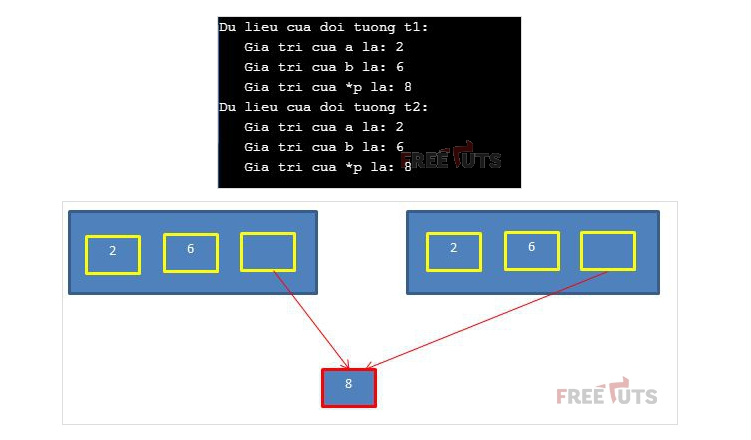 Du lieu cua doi tuong t1:
Gia tri cua a la: 2
Gia tri cua b la: 6
Gia tri cua *p la: 8
Du lieu cua doi tuong t2:
Gia tri cua a la: 2
Gia tri cua b la: 6
Gia tri cua *p la: 8
FREETUTS
2 6 2 6
8
FREETUTS